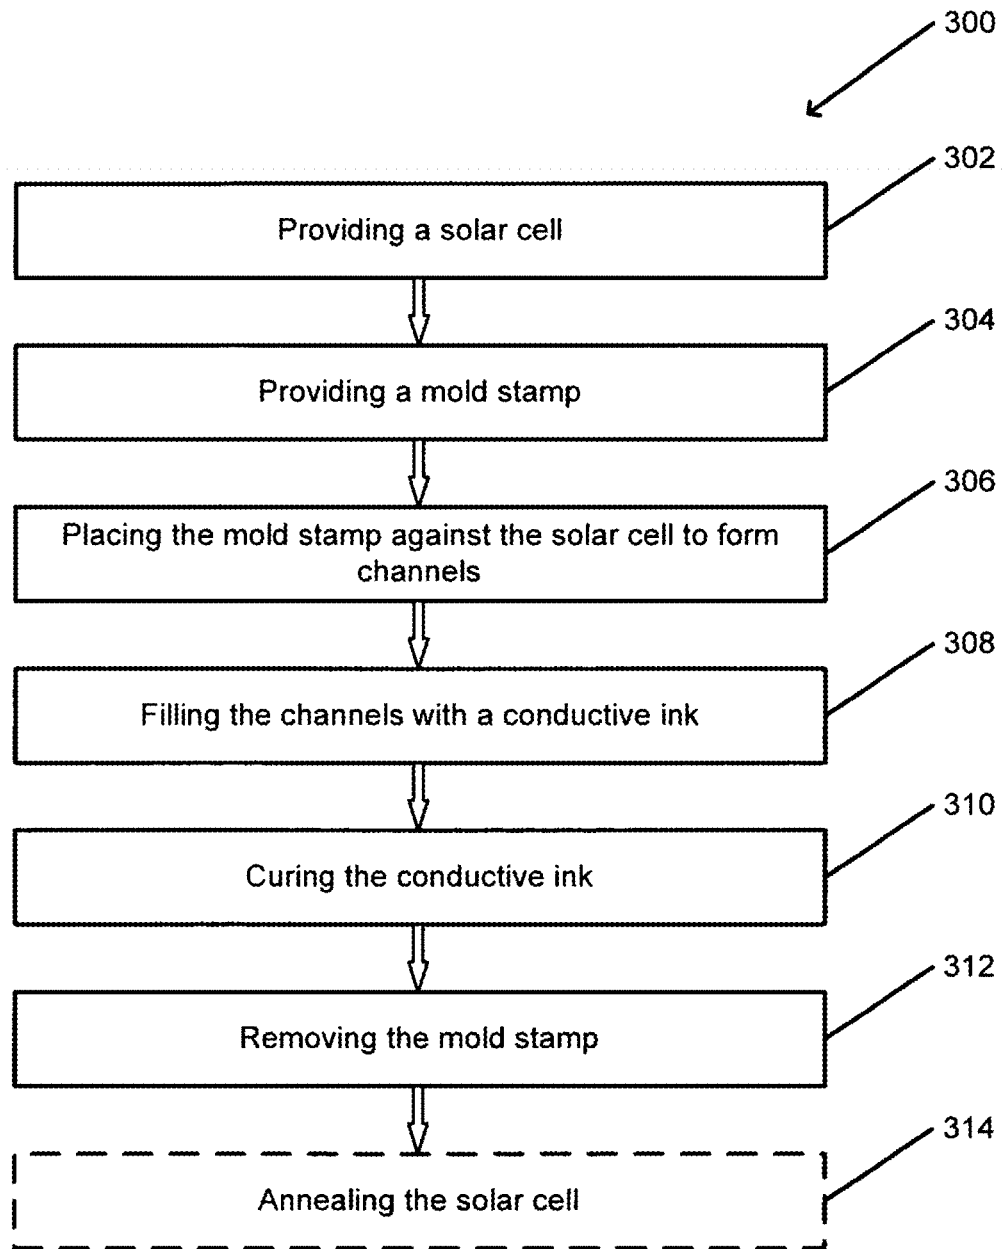 300
302
Providing a solar cell
304
Providing a mold stamp
306
Placing the mold stamp against the solar cell to form
channels
308
Filling the channels with a conductive ink
310
Curing the conductive ink
312
Removing the mold stamp
314
Annealing the solar cell